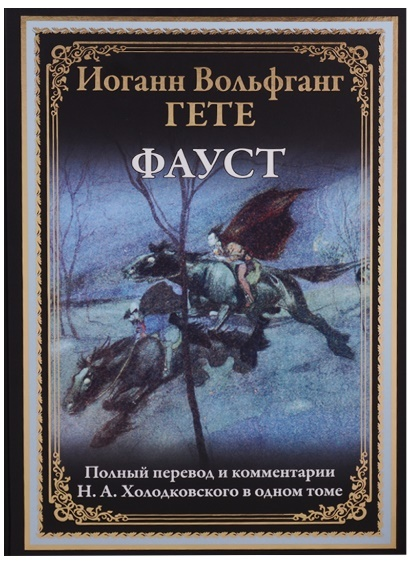 Иоганн Вольфганг
ГЕТЕ
ФАУСТ
Полный перевод и комментарии
Н. А. Холодковского в одном томе